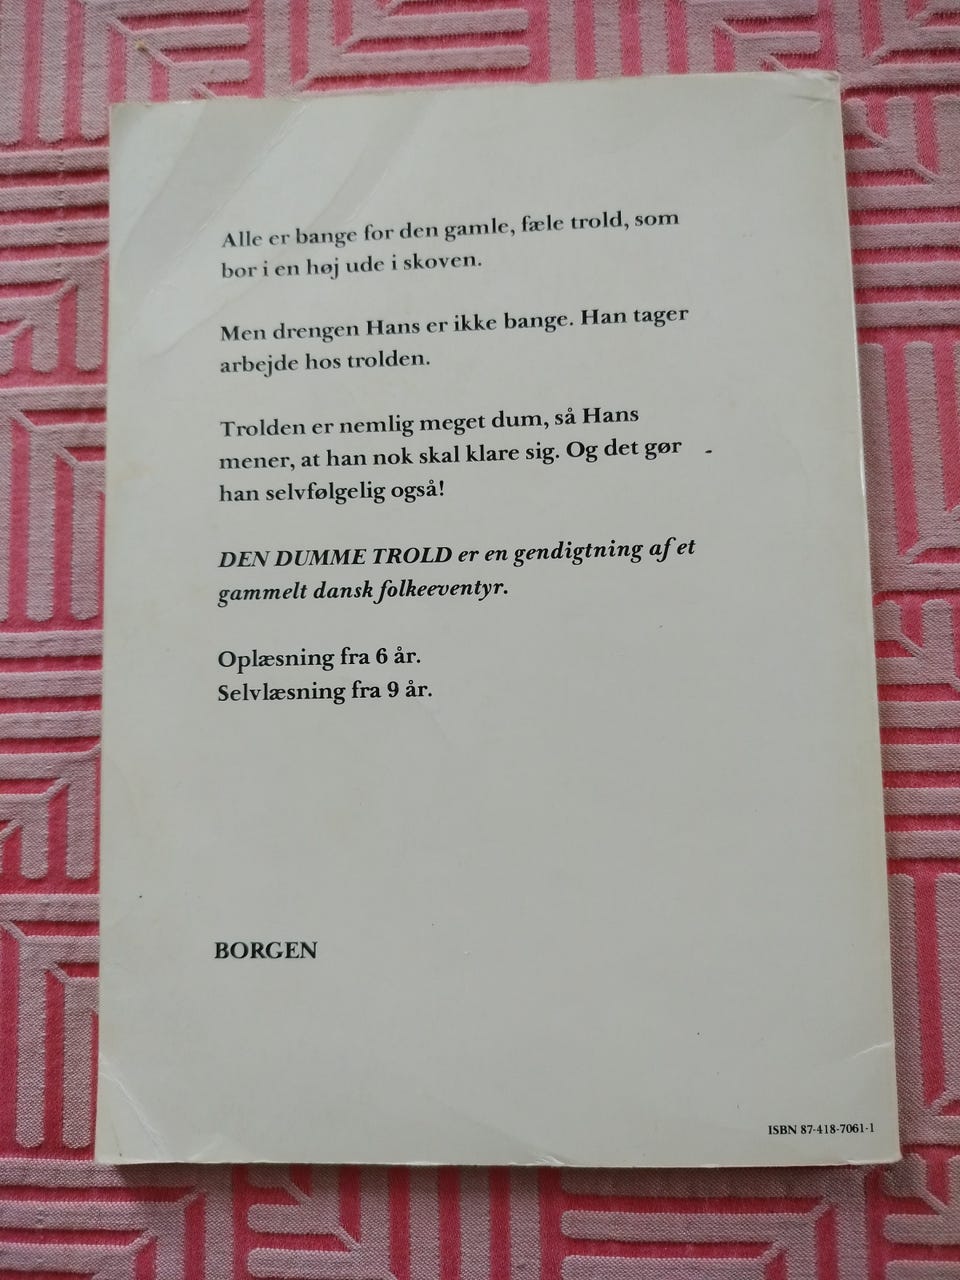 Alle er bange for den gamle, fæle trold, som
bor i en høj ude i skoven.
Men drengen Hans er ikke bange. Han tager
arbejde hos trolden.
Trolden er nemlig meget dum, så Hans
mener, at han nok skal klare sig. Og det gør
han selvfølgelig også!
DEN DUMME TROLD er en gendigtning af et
gammelt dansk folkeeventyr.
Oplæsning fra 6 år.
Selvlæsning fra 9 år.
BORGEN
ISBN 87-418-7061-1